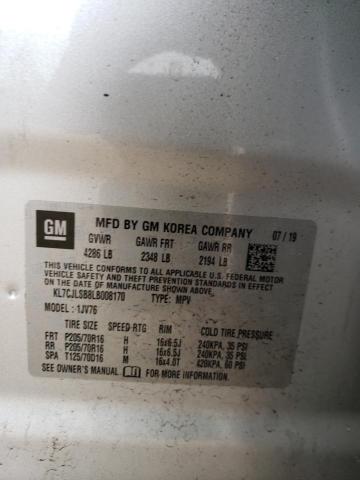 GM
MFD BY GM KOREA COMPANY 07 / 19
GVWR GAWR FRT GAWR RR
4286 LB 2348 LB 2194 LB
THIS VEHICLE CONFORMS TO ALL APPLICABLE U.S. FEDERAL MOTOR
VEHICLE SAFETY, BUMPER, AND THEFT PREVENTION STANDARDS
IN EFFECT ON THE DATE OF MANUFACTURE
SHOWN ABOVE.
KL7CJLSB8LB008170 TYPE: MPV
MODEL : 1JV76
TIRE SIZE SPEED RTG RIM COLD TIRE PRESSURE
FRT P205/70R16 H 16x6.5J 240KPA, 35 PSI
RR P205/70R16 H 16x6.5J 240KPA, 35 PSI
SPA T125/70D16 M 16x4.0T 420KPA, 60 PSI
SEE OWNER'S MANUAL FOR ADDITIONAL INFORMATION